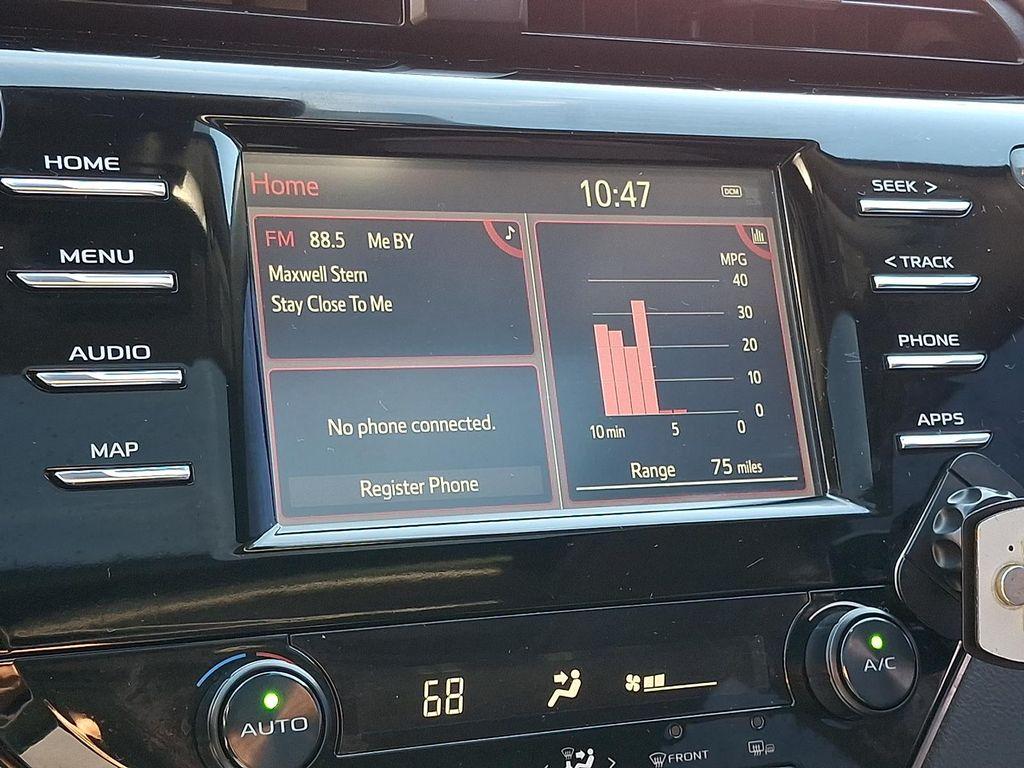 HOME
MENU
AUDIO
MAP
Home
10:47
DCM
FM 88.5 Me BY
Maxwell Stern
Stay Close To Me
No phone connected.
Register Phone
MPG
40
30
20
10
0
10 min 5 0
Range 75 miles
SEEK >
< TRACK
PHONE
APPS
AUTO
68
A/C
FRONT